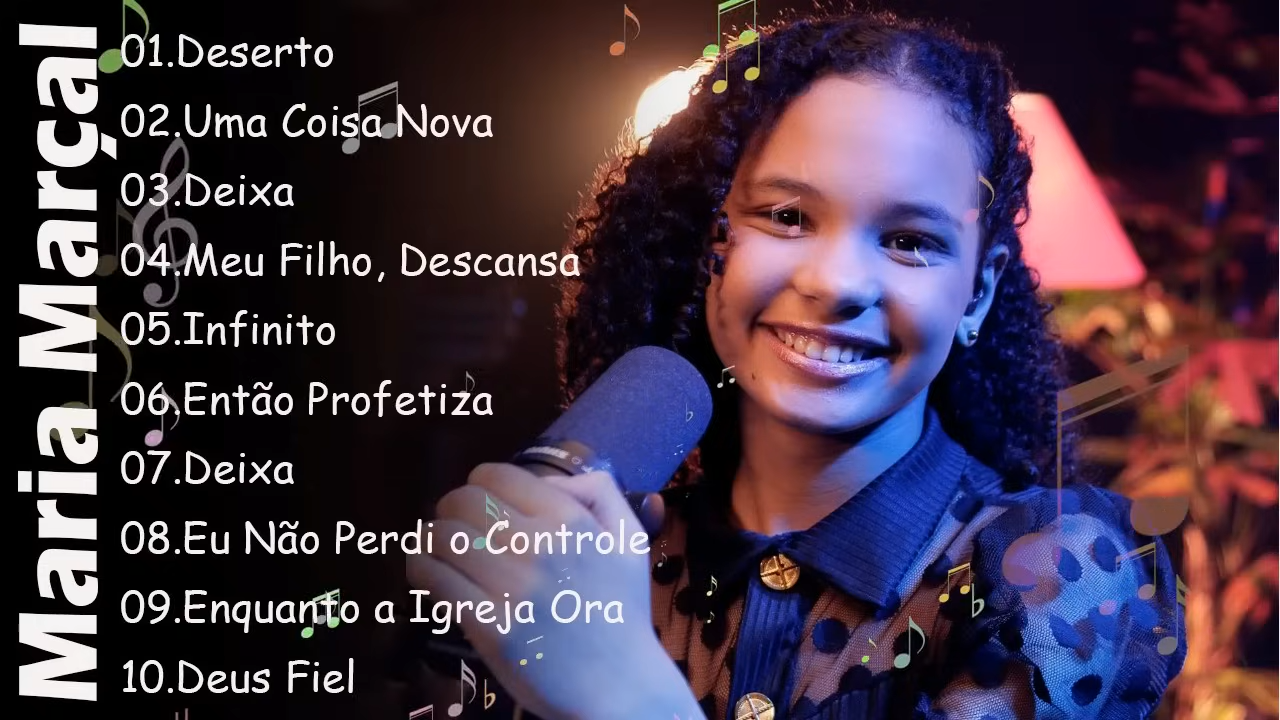 Maria Marçal
01.Deserto
02.Uma Coisa Nova
03.Deixa
04.Meu Filho, Descansa
05.Infinito
06.Então Profetiza
07.Deixa
08.Eu Não Perdi o Controle
09.Enquanto a Igreja Ora
10.Deus Fiel